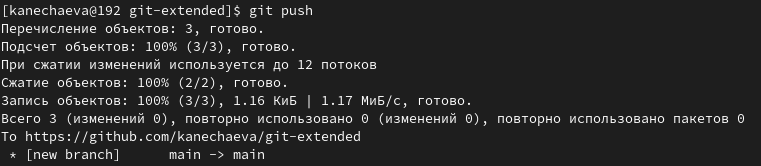 [kanechaeva@192 git-extended]$ git push
Перечисление объектов: 3, готово.
Подсчет объектов: 100% (3/3), готово.
При сжатии изменений используется до 12 потоков
Сжатие объектов: 100% (2/2), готово.
Запись объектов: 100% (3/3), 1.16 КиБ | 1.17 МиБ/с, готово.
Всего 3 (изменений 0), повторно использовано 0 (изменений 0), повторно использовано пакетов 0
To https://github.com/kanechaeva/git-extended
 * [new branch]      main -> main